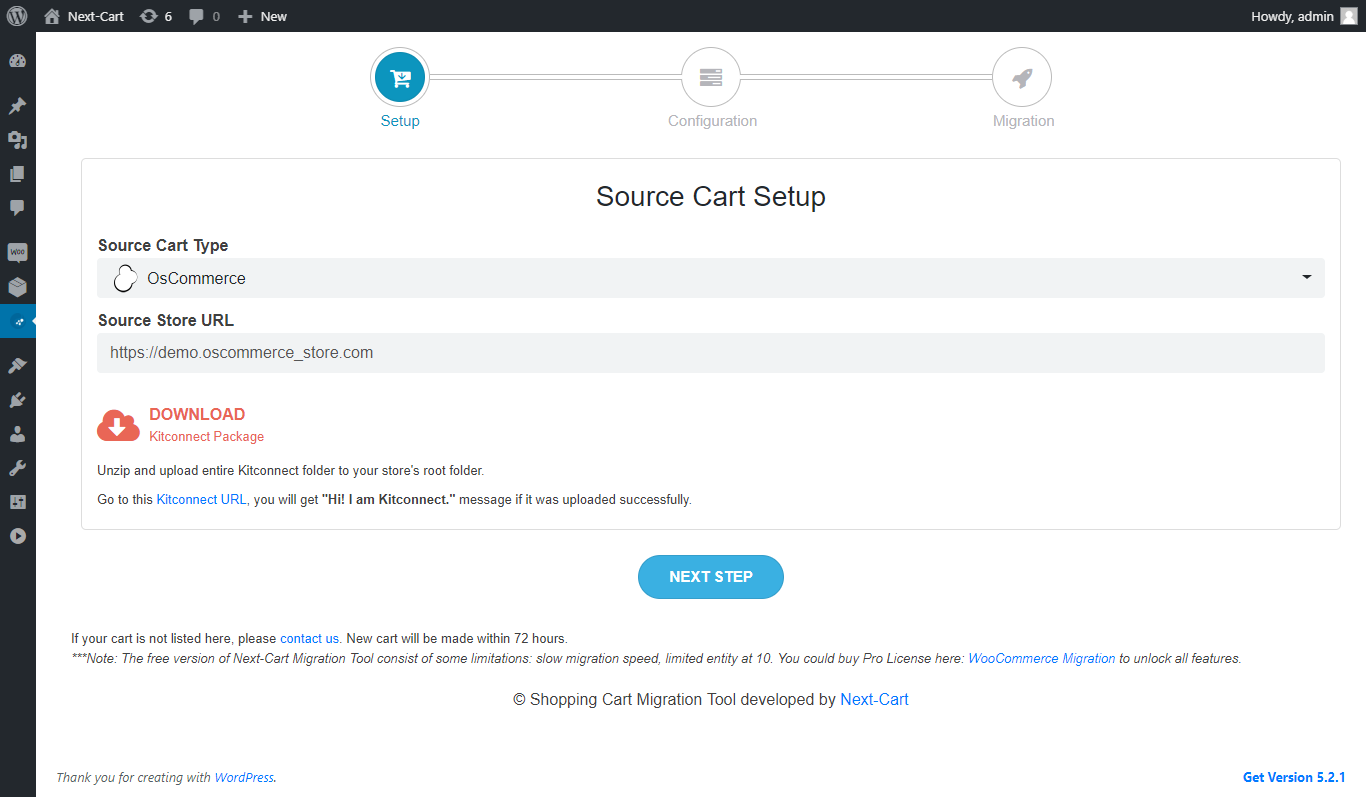 Next-Cart 6 0 New Howdy, admin
Setup Configuration Migration
Source Cart Setup
Source Cart Type
OsCommerce
Source Store URL
https://demo.oscommerce_store.com
DOWNLOAD
Kitconnect Package
Unzip and upload entire Kitconnect folder to your store's root folder.
Go to this Kitconnect URL, you will get "Hi! I am Kitconnect." message if it was uploaded successfully.
NEXT STEP
If your cart is not listed here, please contact us. New cart will be made within 72 hours.
***Note: The free version of Next-Cart Migration Tool consist of some limitations: slow migration speed, limited entity at 10. You could buy Pro License here: WooCommerce Migration to unlock all features.
© Shopping Cart Migration Tool developed by Next-Cart
Thank you for creating with WordPress. Get Version 5.2.1